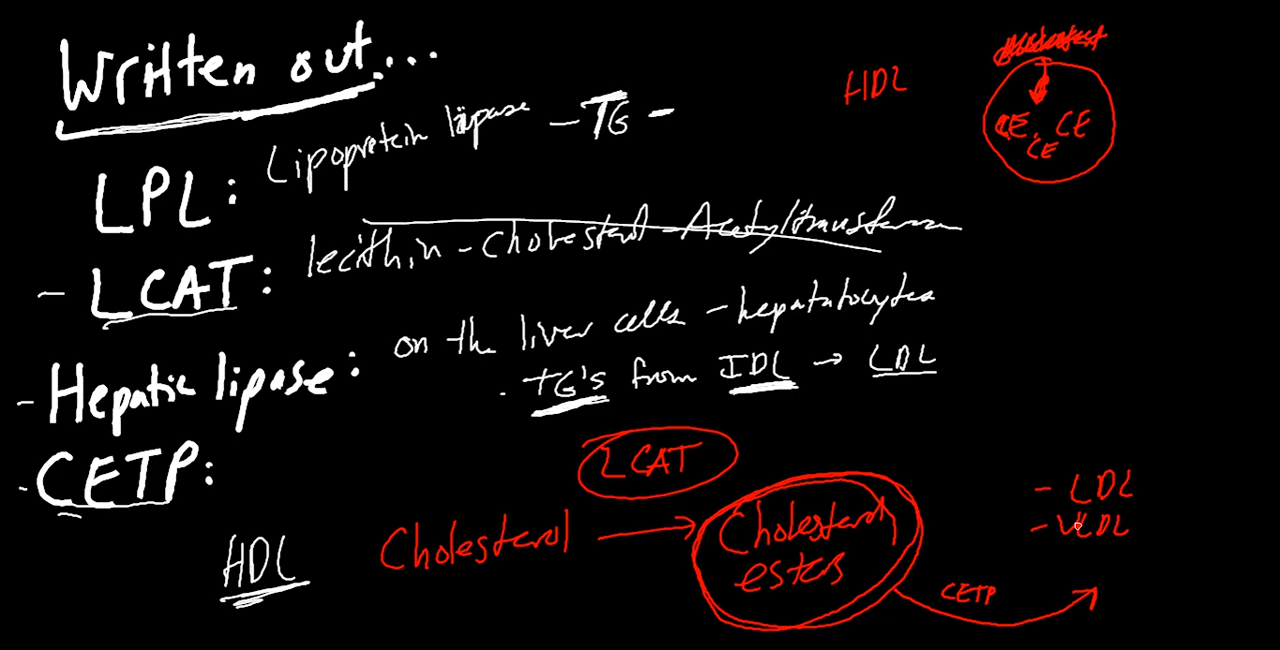 Written out...
HDL
CE. CE
CE
LPL: Lipoprotein lipase - TG -
- LCAT: lecithin - Cholesterol - Acetyltransferase
- Hepatic lipase: on the liver cells - hepatatocytes
. TG's from IDL → LDL
- CETP:
LCAT
HDL Cholesterol → Cholesterol esters
- LDL
- VLDL
CETP